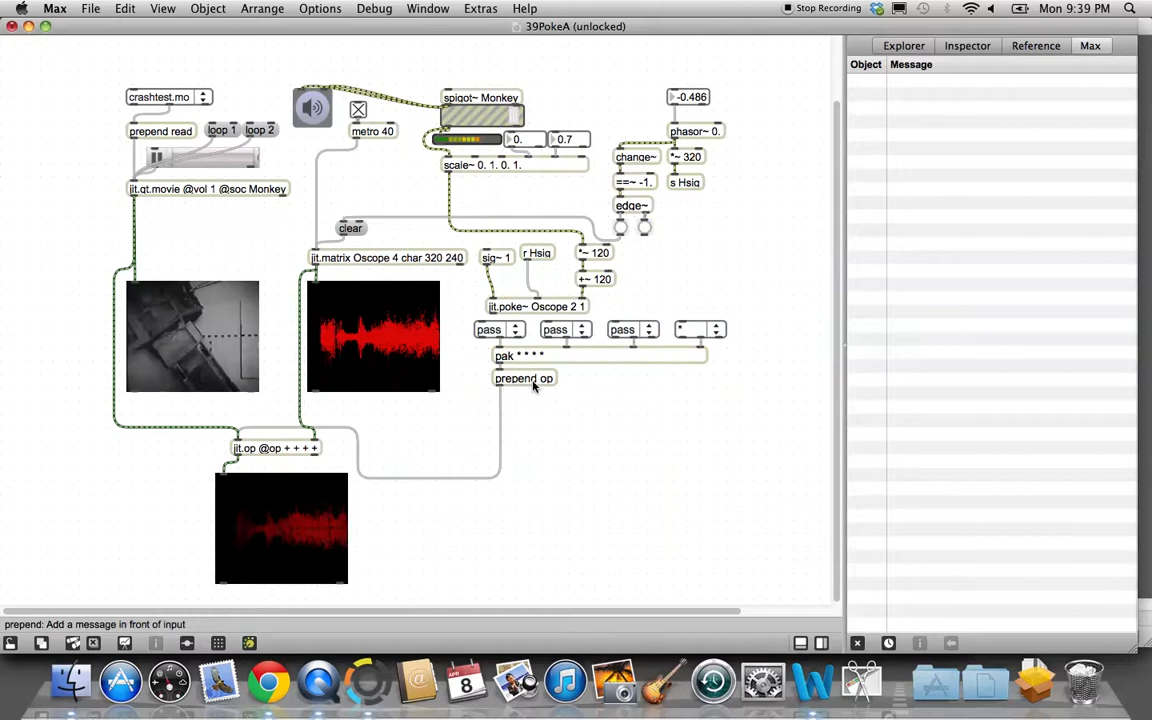 Max File Edit View Object Arrange Options Debug Window Extras Help
Stop Recording
Mon 9:39 PM
39PokeA (unlocked)
Explorer Inspector Reference Max
Object Message
crashtest.mo
spigot~ Monkey
-0.486
prepend read
loop 1
loop 2
metro 40
0.
0.7
phasor~ 0.
scale~ 0. 1. 0. 1.
change~
*~ 320
jit.qt.movie @vol 1 @soc Monkey
==~ -1.
s Hsig
edge~
clear
jit.matrix Oscope 4 char 320 240
sig~ 1
r Hsig
*~ 120
+~ 120
jit.poke~ Oscope 2 1
pass
pass
pass
*
pak * * * *
prepend op
jit.op @op + + + +
prepend: Add a message in front of input
APR
8